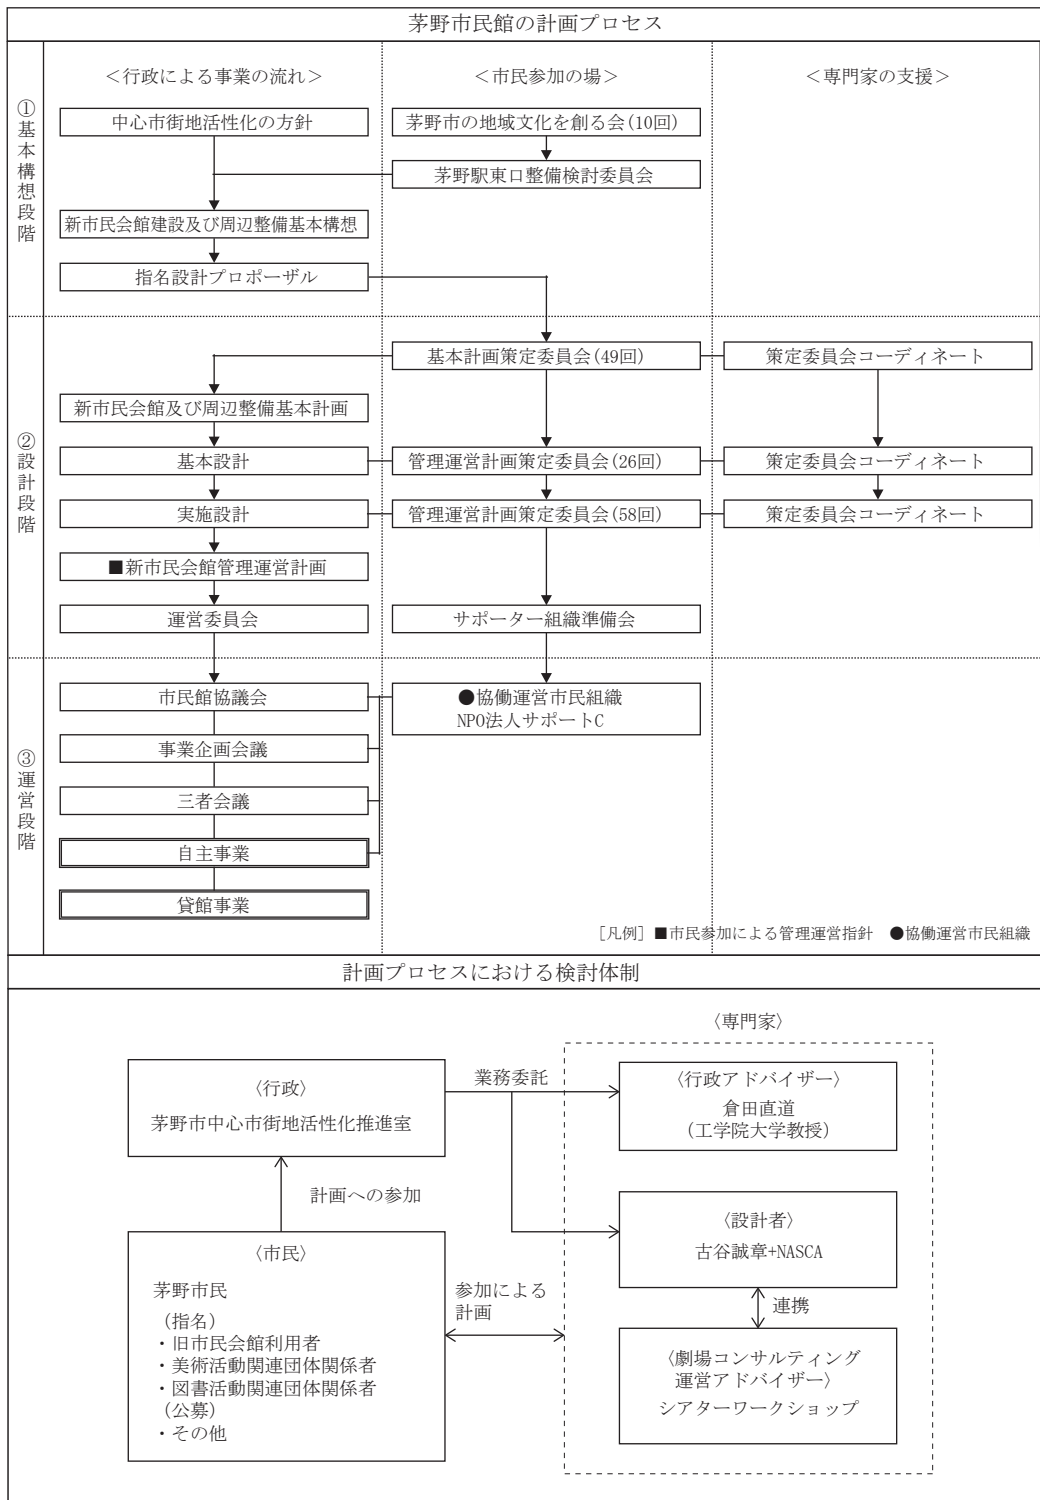 茅野市民館の計画プロセス
＜行政による事業の流れ＞
＜市民参加の場＞
＜専門家の支援＞
①基本構想段階
中心市街地活性化の方針
茅野市の地域文化を創る会(10回)
茅野駅東口整備検討委員会
新市民会館建設及び周辺整備基本構想
指名設計プロポーザル
②設計段階
基本計画策定委員会(49回)
策定委員会コーディネート
新市民会館及び周辺整備基本計画
基本設計
管理運営計画策定委員会(26回)
策定委員会コーディネート
実施設計
管理運営計画策定委員会(58回)
策定委員会コーディネート
■新市民会館管理運営計画
運営委員会
サポーター組織準備会
③運営段階
市民館協議会
●協働運営市民組織
NPO法人サポートC
事業企画会議
三者会議
自主事業
貸館事業
［凡例］■市民参加による管理運営指針　●協働運営市民組織
計画プロセスにおける検討体制
〈専門家〉
〈行政〉
茅野市中心市街地活性化推進室
業務委託
〈行政アドバイザー〉
倉田直道
(工学院大学教授)
計画への参加
〈設計者〉
古谷誠章+NASCA
〈市民〉
茅野市民
(指名)
・旧市民会館利用者
・美術活動関連団体関係者
・図書活動関連団体関係者
(公募)
・その他
参加による
計画
連携
〈劇場コンサルティング
運営アドバイザー〉
シアターワークショップ